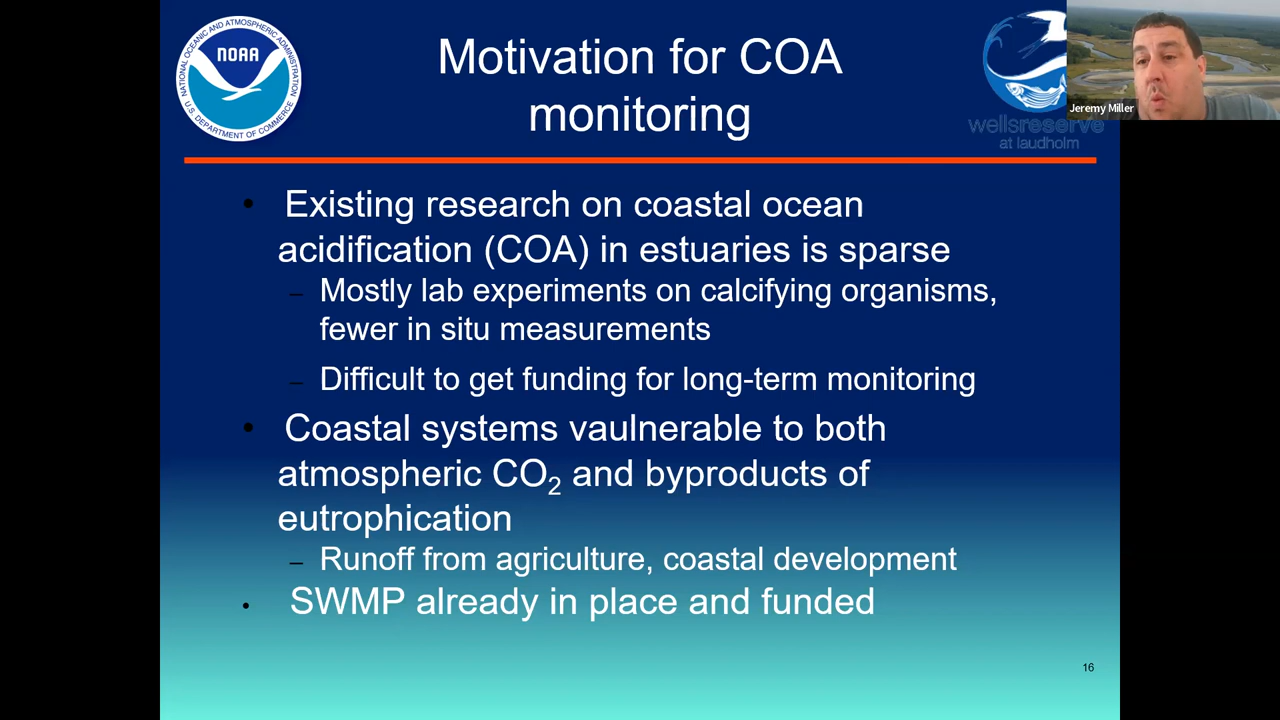 NATIONAL OCEANIC AND ATMOSPHERIC ADMINISTRATION
NOAA
U.S. DEPARTMENT OF COMMERCE
Motivation for COA
monitoring
Jeremy Miller
wellsreserve
at laudholm
• Existing research on coastal ocean
acidification (COA) in estuaries is sparse
– Mostly lab experiments on calcifying organisms,
fewer in situ measurements
– Difficult to get funding for long-term monitoring
• Coastal systems vaulnerable to both
atmospheric CO₂ and byproducts of
eutrophication
– Runoff from agriculture, coastal development
• SWMP already in place and funded
16